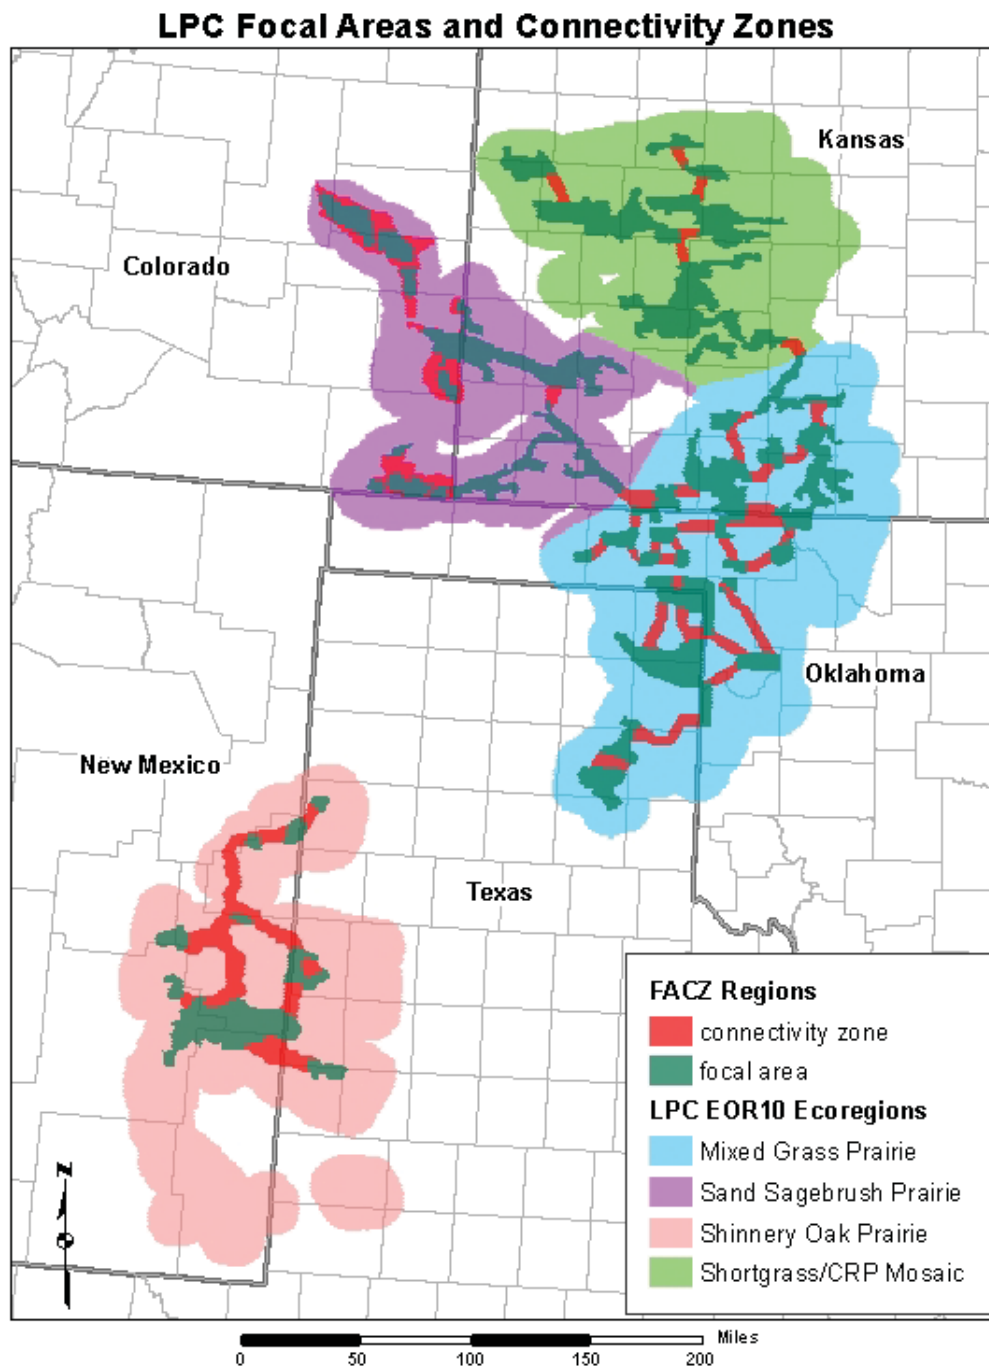 LPC Focal Areas and Connectivity Zones
Kansas
Colorado
Oklahoma
New Mexico
Texas
FACZ Regions
connectivity zone
focal area
LPC EOR10 Ecoregions
Mixed Grass Prairie
Sand Sagebrush Prairie
Shinnery Oak Prairie
Shortgrass/CRP Mosaic
N
Miles
0 50 100 150 200